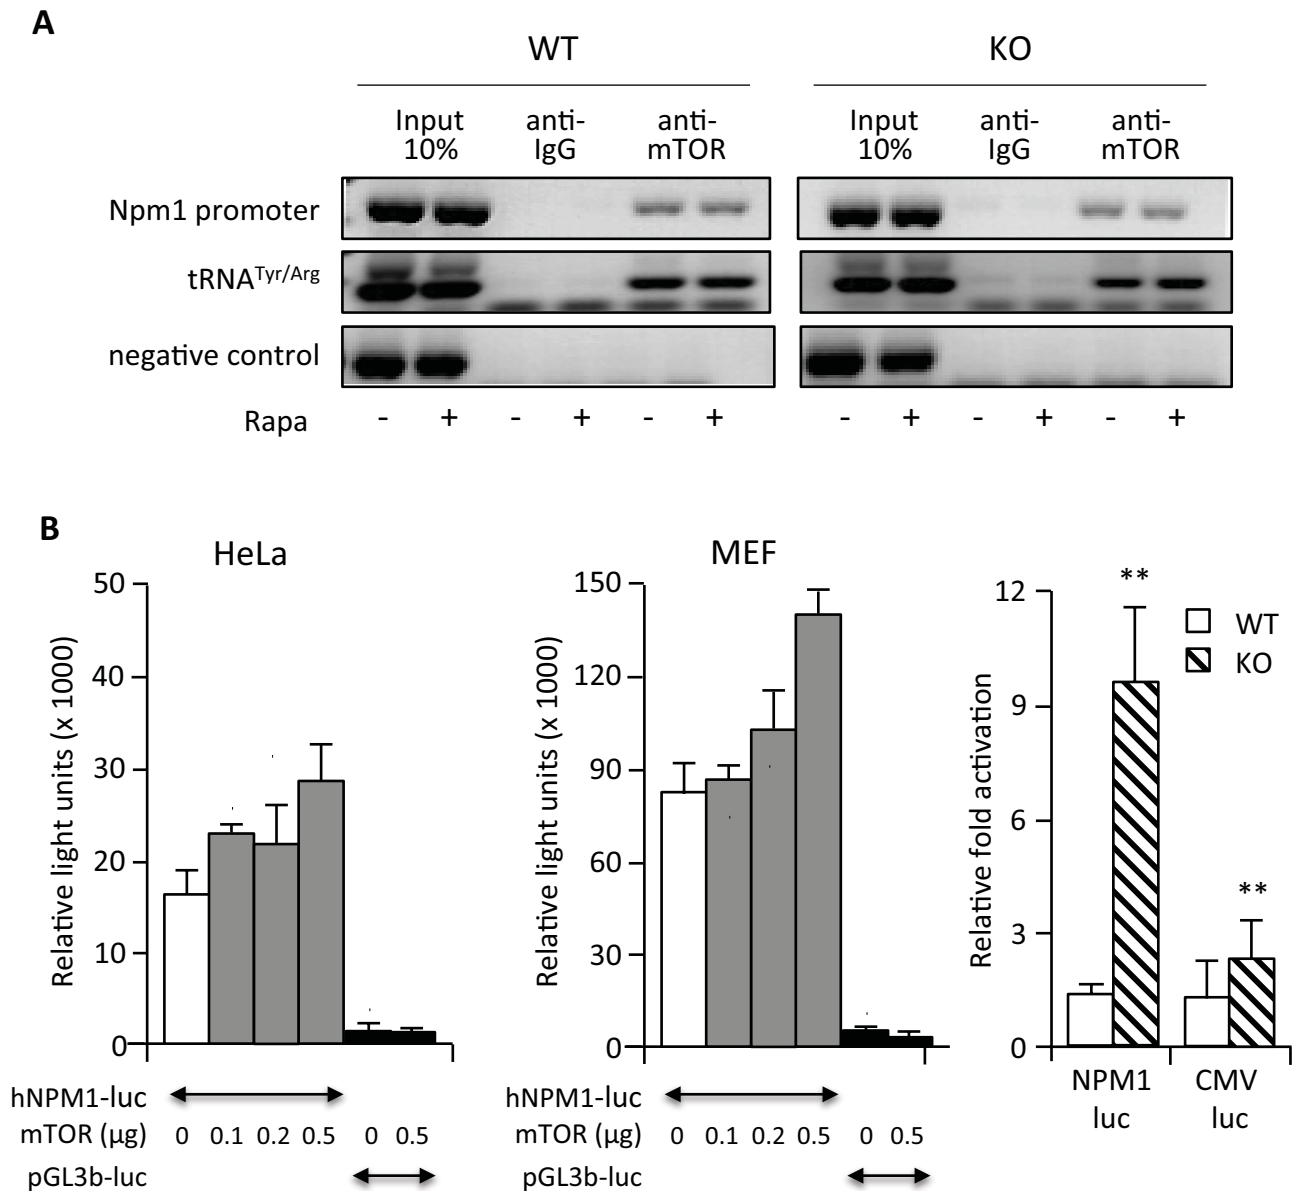 A
WT KO
Input 10% anti-IgG anti-mTOR Input 10% anti-IgG anti-mTOR
Npm1 promoter
tRNATyr/Arg
negative control
Rapa - + - + - + - + - + - +
B
HeLa
50
40
30
20
10
0
Relative light units (x 1000)
hNPM1-luc
mTOR (μg) 0 0.1 0.2 0.5 0 0.5
pGL3b-luc
MEF
150
120
90
60
30
0
Relative light units (x 1000)
hNPM1-luc
mTOR (μg) 0 0.1 0.2 0.5 0 0.5
pGL3b-luc
12
9
6
3
0
Relative fold activation
**
**
WT
KO
NPM1 CMV
luc luc